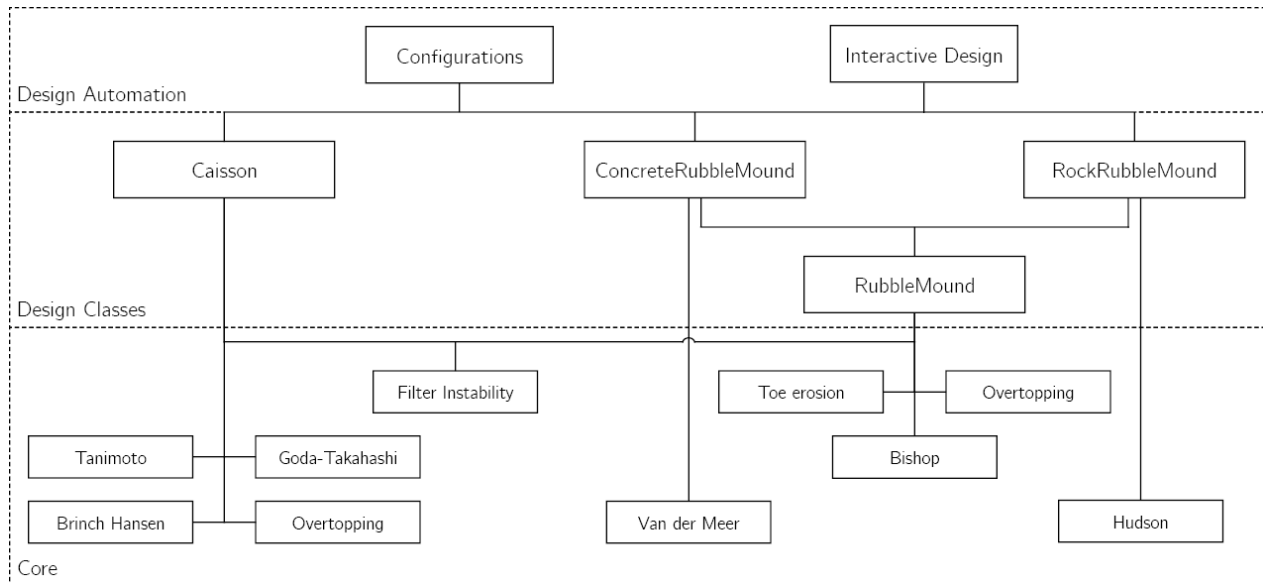 Configurations
Interactive Design
Design Automation
Caisson
ConcreteRubbleMound
RockRubbleMound
RubbleMound
Design Classes
Filter Instability
Toe erosion
Overtopping
Tanimoto
Goda-Takahashi
Bishop
Brinch Hansen
Overtopping
Van der Meer
Hudson
Core